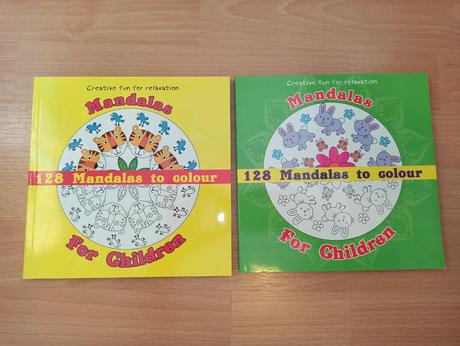 Creative fun for relaxation
Mandalas
128 Mandalas to colour
For Children
Creative fun for relaxation
Mandalas
128 Mandalas to colour
For Children